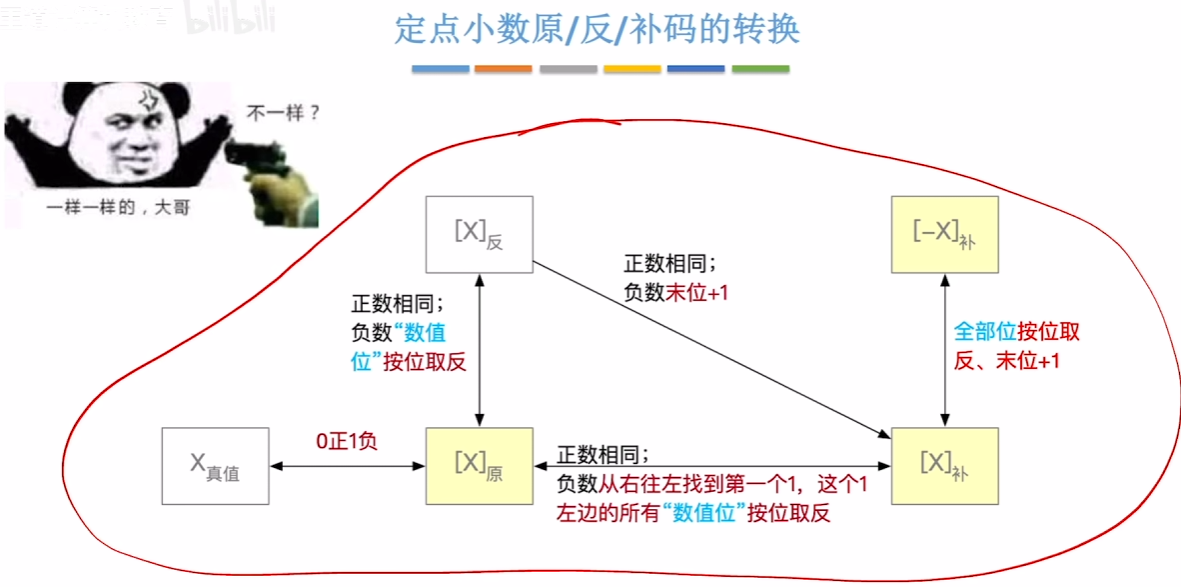 bilibili
定点小数原/反/补码的转换
不一样？
一样一样的，大哥
[X]反
[−X]补
正数相同；
负数末位+1
正数相同；
负数“数值
位”按位取反
全部位按位取
反、末位+1
0正1负
X真值
[X]原
正数相同；
负数从右往左找到第一个1，这个1
左边的所有“数值位”按位取反
[X]补